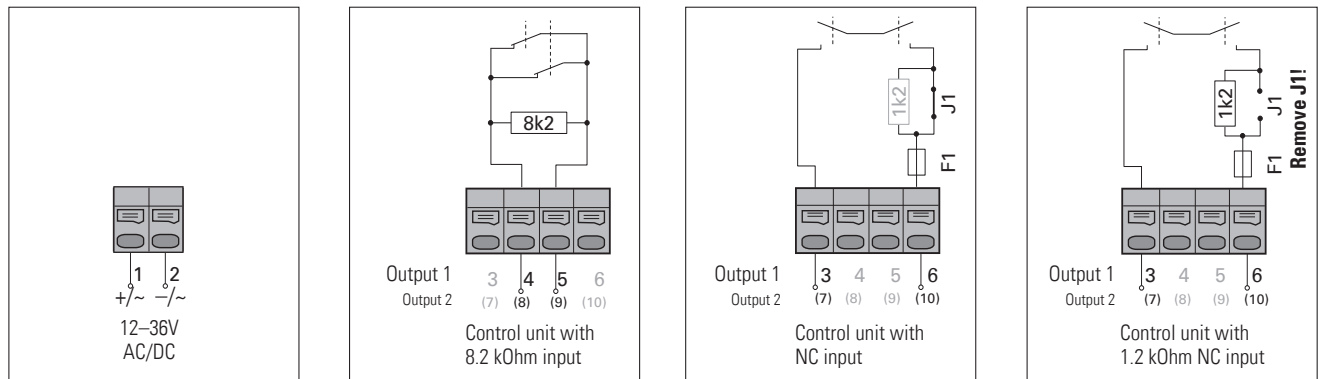 1 2
+/~ −/~
12–36V
AC/DC
8k2
Output 1 3 4 5 6
Output 2 (7) (8) (9) (10)
Control unit with
8.2 kOhm input
1k2
J1
F1
Output 1 3 4 5 6
Output 2 (7) (8) (9) (10)
Control unit with
NC input
1k2
J1
Remove J1!
F1
Output 1 3 4 5 6
Output 2 (7) (8) (9) (10)
Control unit with
1.2 kOhm NC input